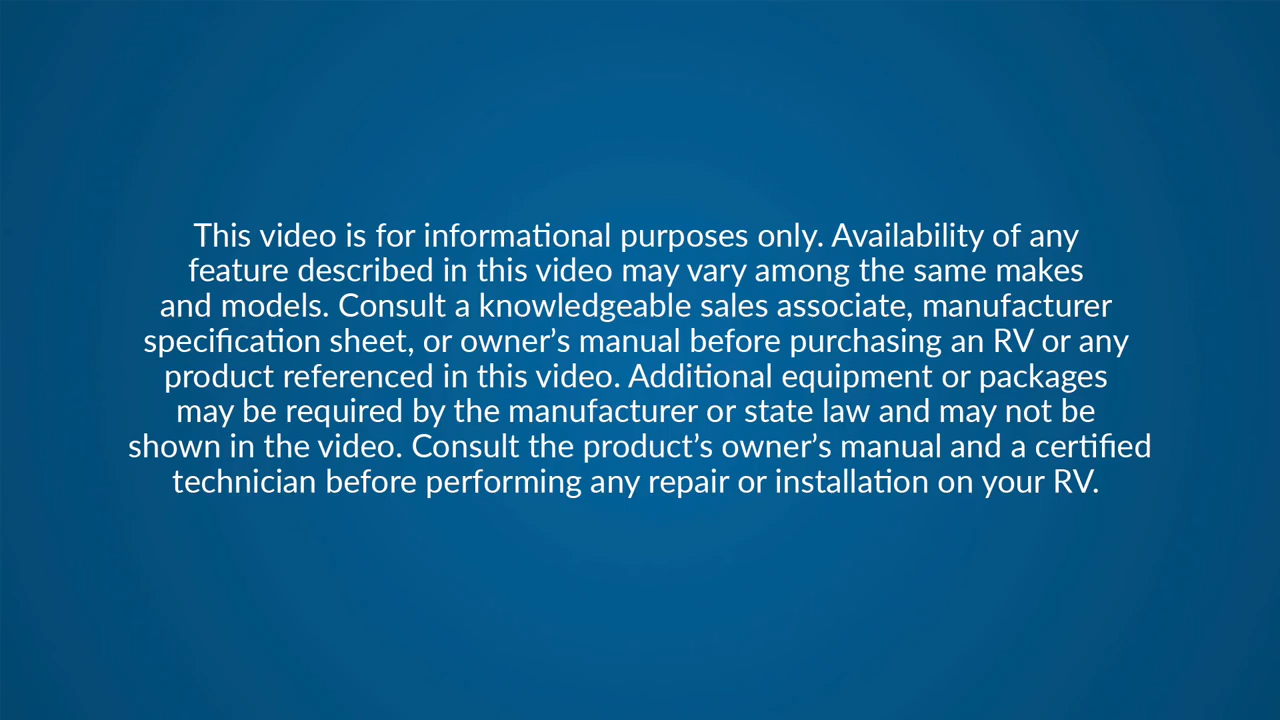 This video is for informational purposes only. Availability of any
feature described in this video may vary among the same makes
and models. Consult a knowledgeable sales associate, manufacturer
specification sheet, or owner’s manual before purchasing an RV or any
product referenced in this video. Additional equipment or packages
may be required by the manufacturer or state law and may not be
shown in the video. Consult the product’s owner’s manual and a certified
technician before performing any repair or installation on your RV.